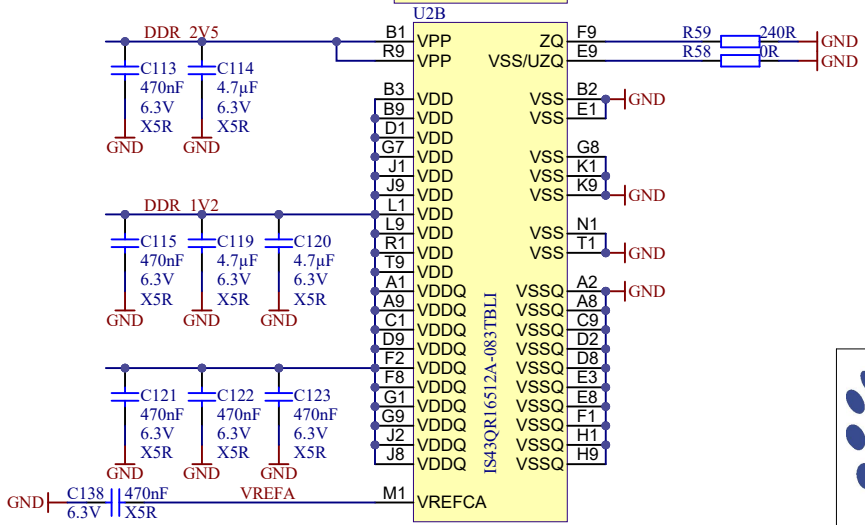 U2B
DDR_2V5 B1 VPP ZQ F9 R59 240R GND
R9 VPP VSS/UZQ E9 R58 0R GND
C113 C114
470nF 4.7µF B3 VDD VSS B2 GND
6.3V 6.3V B9 VDD VSS E1
X5R X5R D1 VDD
GND GND G7 VDD VSS G8
J1 VDD VSS K1
J9 VDD VSS K9 GND
DDR_1V2 L1 VDD
L9 VDD VSS N1
C115 C119 C120 R1 VDD VSS T1 GND
470nF 4.7µF 4.7µF T9 VDD
6.3V 6.3V 6.3V A1 VDDQ VSSQ A2 GND
X5R X5R X5R A9 VDDQ VSSQ A8
GND GND GND C1 VDDQ VSSQ C9
D9 VDDQ VSSQ D2
F2 VDDQ VSSQ D8
F8 VDDQ VSSQ E3
C121 C122 C123 G1 VDDQ VSSQ E8
470nF 470nF 470nF G9 VDDQ VSSQ F1
6.3V 6.3V 6.3V J2 VDDQ VSSQ H1
X5R X5R X5R J8 VDDQ VSSQ H9
GND GND GND
IS43QR16512A-083TBLI
GND C138 470nF VREFA M1 VREFCA
6.3V X5R